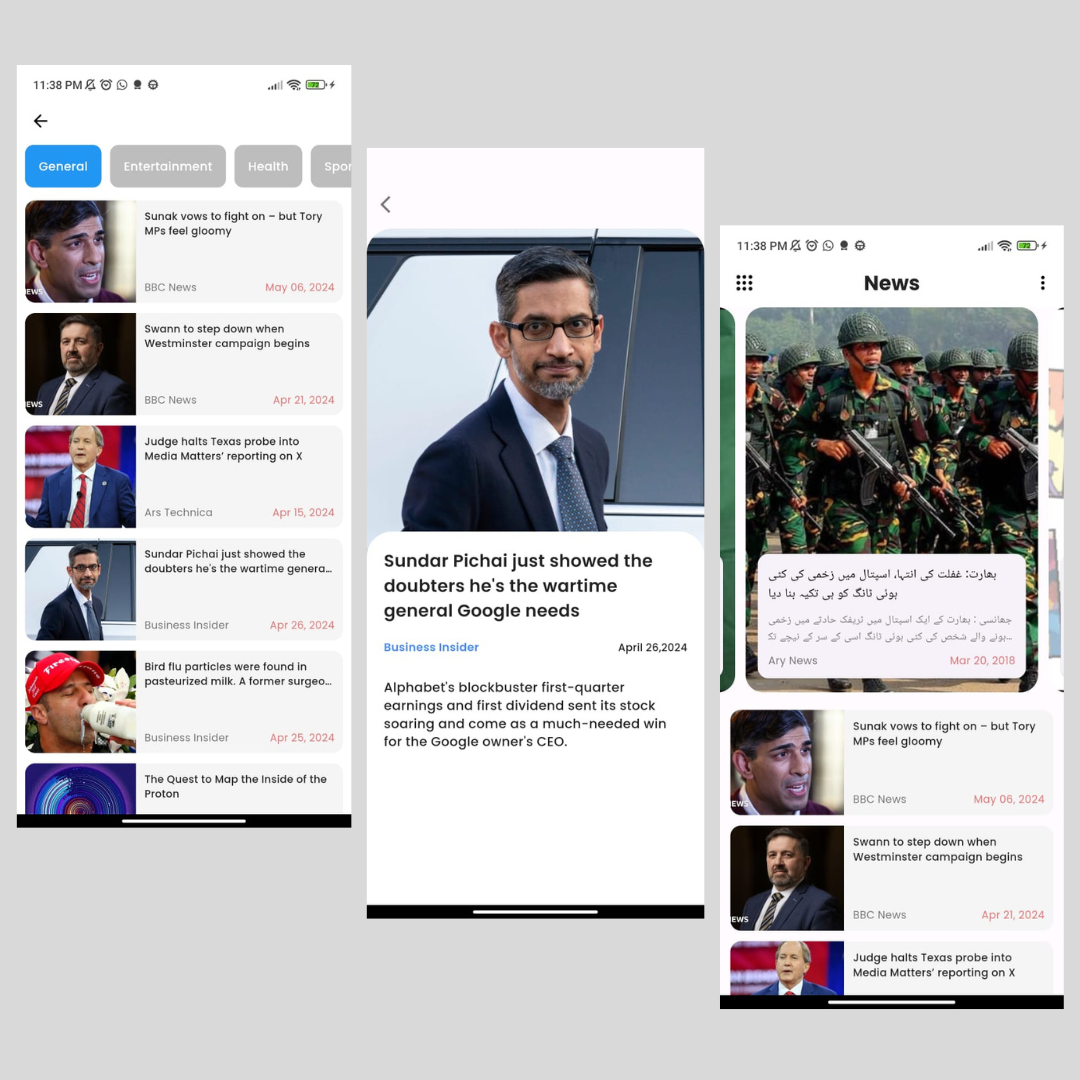 11:38 PM
72
General
Entertainment
Health
Spor
Sunak vows to fight on – but Tory
MPs feel gloomy
EWS
BBC News
May 06, 2024
Swann to step down when
Westminster campaign begins
EWS
BBC News
Apr 21, 2024
Judge halts Texas probe into
Media Matters’ reporting on X
Ars Technica
Apr 15, 2024
Sundar Pichai just showed the
doubters he's the wartime genera...
Business Insider
Apr 26, 2024
Bird flu particles were found in
pasteurized milk. A former surgeo...
Business Insider
Apr 25, 2024
The Quest to Map the Inside of the
Proton
Sundar Pichai just showed the
doubters he's the wartime
general Google needs
Business Insider
April 26,2024
Alphabet's blockbuster first-quarter
earnings and first dividend sent its stock
soaring and come as a much-needed win
for the Google owner's CEO.
11:38 PM
72
News
بھارت: غفلت کی انتہا، اسپتال میں زخمی کی کٹی
ہوئی ٹانگ کو ہی تکیہ بنا دیا
جھانسی : بھارت کے ایک اسپتال میں ٹریفک حادثے میں زخمی
ہونے والے شخص کی کٹی ہوئی ٹانگ اسی کے سر کے نیچے تک...
Ary News
Mar 20, 2018
Sunak vows to fight on – but Tory
MPs feel gloomy
EWS
BBC News
May 06, 2024
Swann to step down when
Westminster campaign begins
EWS
BBC News
Apr 21, 2024
Judge halts Texas probe into
Media Matters’ reporting on X